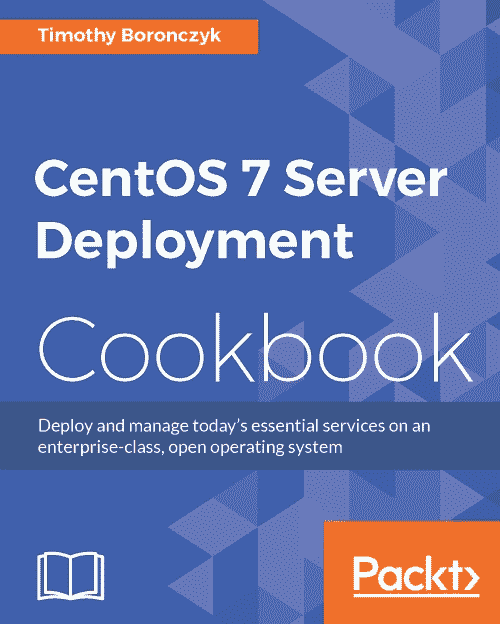 Timothy Boronczyk
CentOS 7 Server
Deployment
Cookbook
Deploy and manage today's essential services on an
enterprise-class, open operating system
Packt>